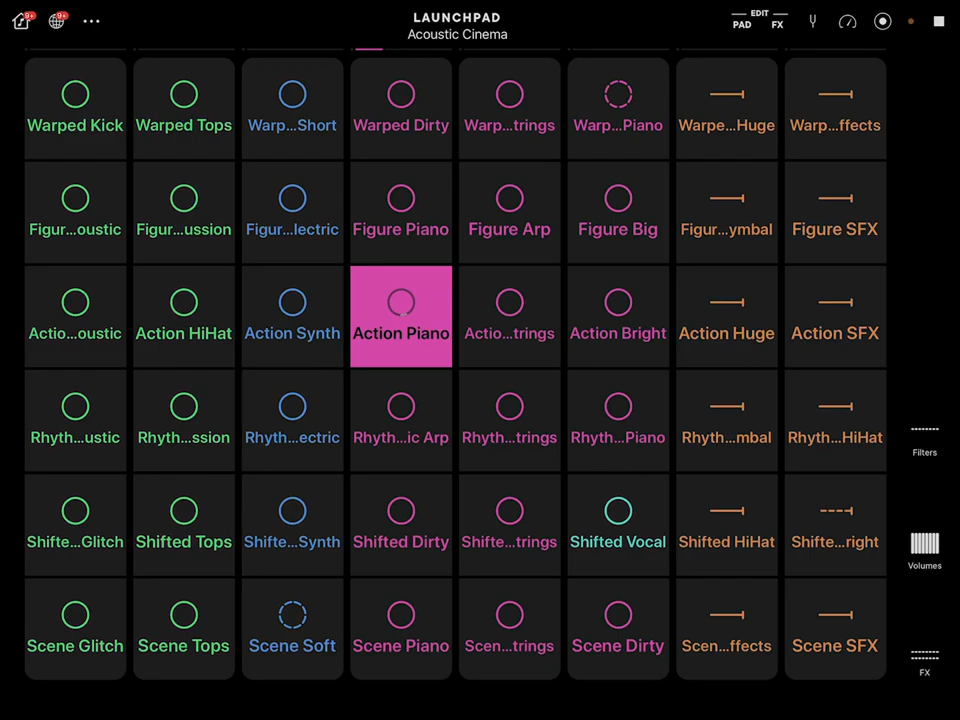 9+
9+
LAUNCHPAD
Acoustic Cinema
EDIT
PAD
FX
Warped Kick
Warped Tops
Warp...Short
Warped Dirty
Warp...trings
Warp...Piano
Warpe...Huge
Warp...ffects
Figur...oustic
Figur...ussion
Figur...lectric
Figure Piano
Figure Arp
Figure Big
Figur...ymbal
Figure SFX
Actio...oustic
Action HiHat
Action Synth
Action Piano
Actio...trings
Action Bright
Action Huge
Action SFX
Rhyth...ustic
Rhyth...ssion
Rhyth...ectric
Rhyth...ic Arp
Rhyth...trings
Rhyth...Piano
Rhyth...mbal
Rhyth...HiHat
Filters
Shifte...Glitch
Shifted Tops
Shifte...Synth
Shifted Dirty
Shifte...trings
Shifted Vocal
Shifted HiHat
Shifte...right
Volumes
Scene Glitch
Scene Tops
Scene Soft
Scene Piano
Scen...trings
Scene Dirty
Scen...ffects
Scene SFX
FX